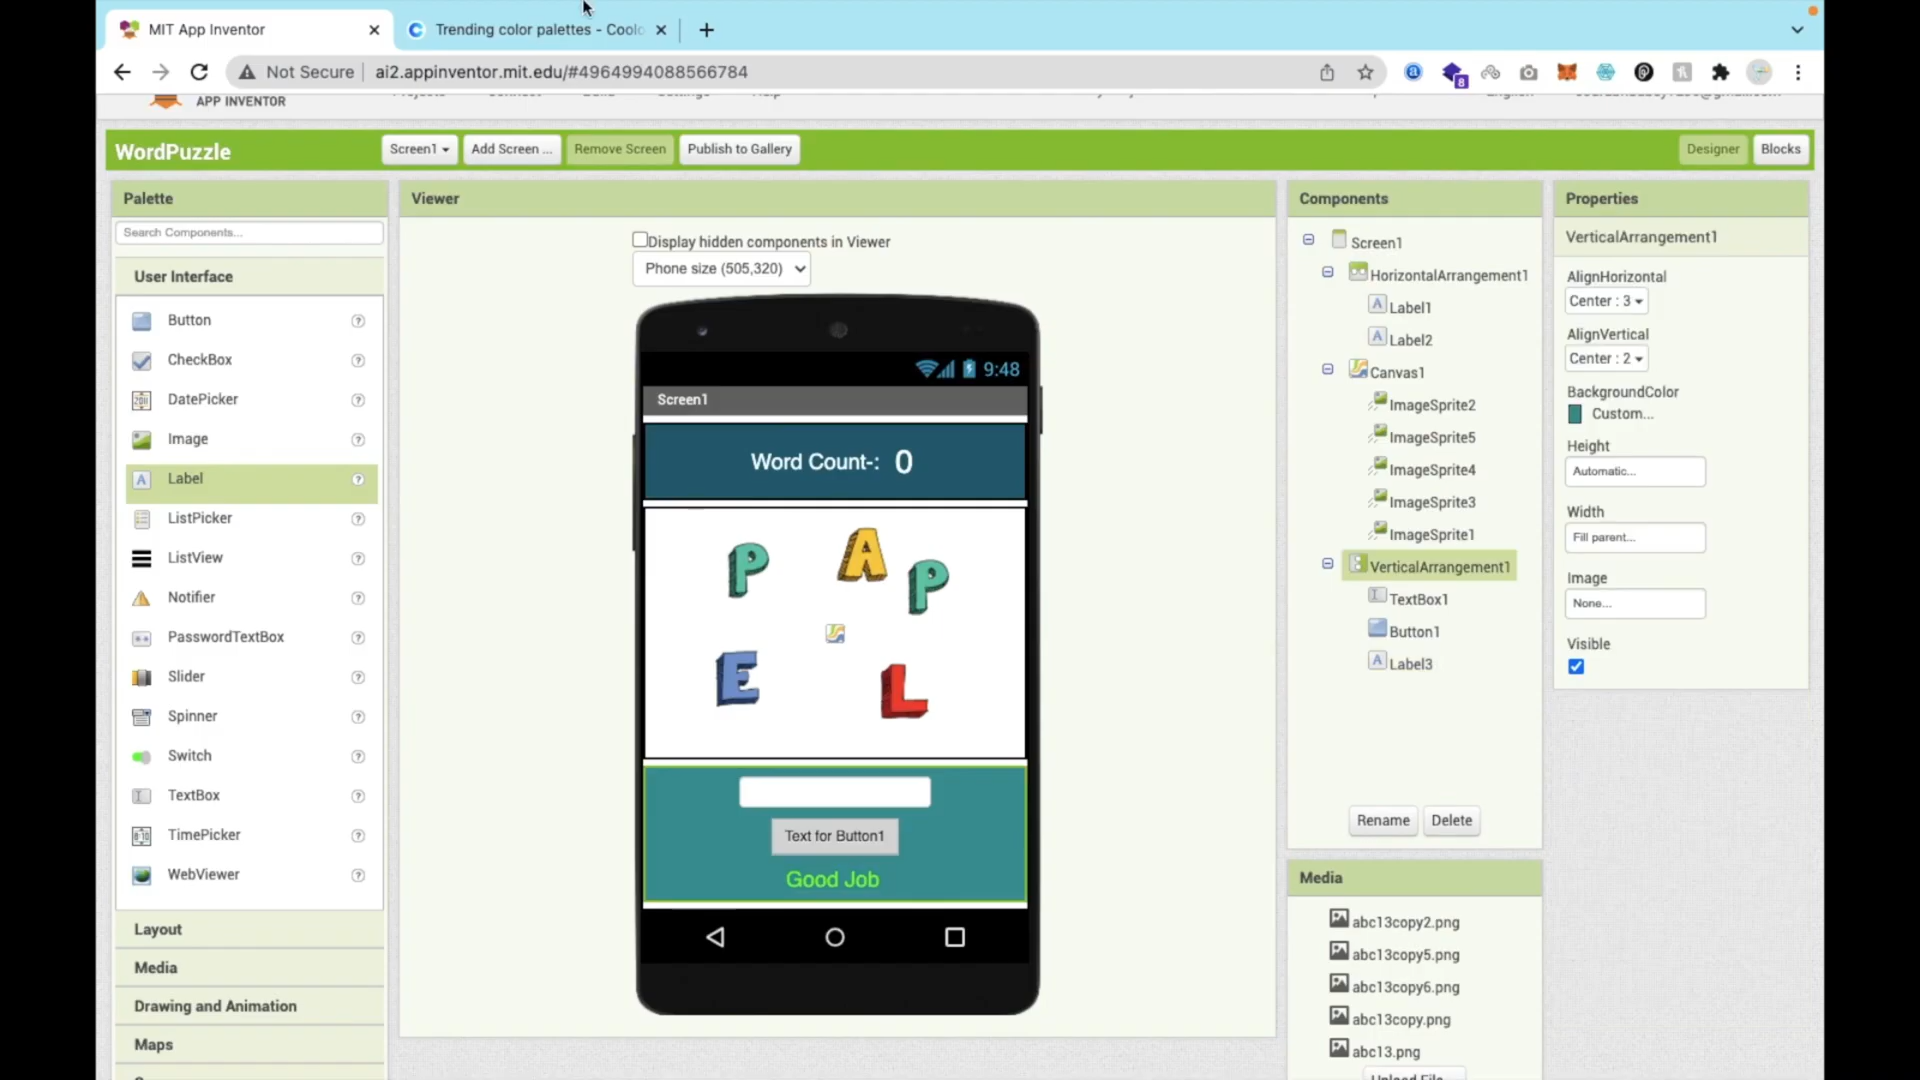 MIT App Inventor
Trending color palettes - Coolo
Not Secure
ai2.appinventor.mit.edu/#4964994088566784
8
APP INVENTOR
WordPuzzle
Screen1
Add Screen ...
Remove Screen
Publish to Gallery
Designer
Blocks
Palette
Search Components...
User Interface
Button
CheckBox
DatePicker
Image
Label
ListPicker
ListView
Notifier
PasswordTextBox
Slider
Spinner
Switch
TextBox
TimePicker
WebViewer
Layout
Media
Drawing and Animation
Maps
Viewer
Display hidden components in Viewer
Phone size (505,320)
9:48
Screen1
Word Count-: 0
P A P
E L
Text for Button1
Good Job
Components
Screen1
HorizontalArrangement1
Label1
Label2
Canvas1
ImageSprite2
ImageSprite5
ImageSprite4
ImageSprite3
ImageSprite1
VerticalArrangement1
TextBox1
Button1
Label3
Rename
Delete
Media
abc13copy2.png
abc13copy5.png
abc13copy6.png
abc13copy.png
abc13.png
Upload File
Properties
VerticalArrangement1
AlignHorizontal
Center : 3
AlignVertical
Center : 2
BackgroundColor
Custom...
Height
Automatic...
Width
Fill parent...
Image
None...
Visible